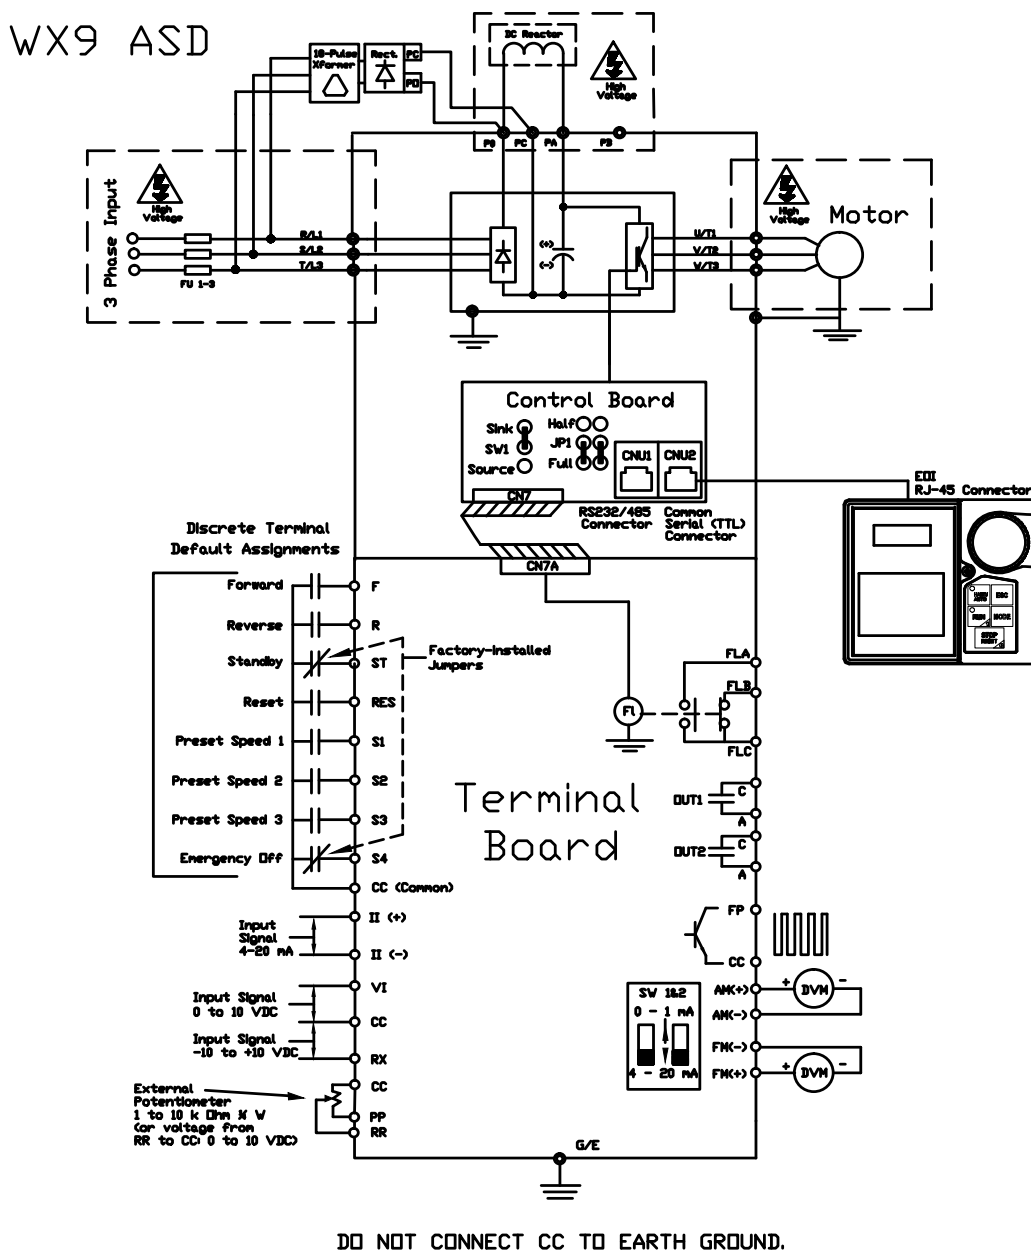 WX9 ASD
18-Pulse
Xformer
Rect.
PC
PO
DC Reactor
High
Voltage
PO
PC
PA
PB
3 Phase Input
High
Voltage
R/L1
S/L2
T/L3
FU 1-3
(+)
(-)
U/T1
V/T2
W/T3
High
Voltage
Motor
Control Board
Sink
SW1
Source
Half
JP1
Full
CNU1
CNU2
CN7
RS232/485
Connector
Common
Serial (TTL)
Connector
EOI
RJ-45 Connector
ESC
RUN
MODE
STOP
RESET
CN7A
Discrete Terminal
Default Assignments
Forward
F
Reverse
R
Standby
ST
Factory-Installed
Jumpers
Reset
RES
Preset Speed 1
S1
Preset Speed 2
S2
Preset Speed 3
S3
Emergency Off
S4
CC (Common)
Input
Signal
4-20 mA
II (+)
II (-)
Input Signal
0 to 10 VDC
VI
CC
Input Signal
-10 to +10 VDC
RX
External
Potentiometer
1 to 10 k Ohm ¼ W
(or voltage from
RR to CC: 0 to 10 VDC)
CC
PP
RR
Terminal
Board
Fl
FLA
FLB
FLC
OUT1
C
A
OUT2
C
A
FP
CC
SW 1&2
0 - 1 mA
4 - 20 mA
AM(+)
AM(-)
+ DVM -
FM(-)
FM(+)
+ DVM -
G/E
DO NOT CONNECT CC TO EARTH GROUND.